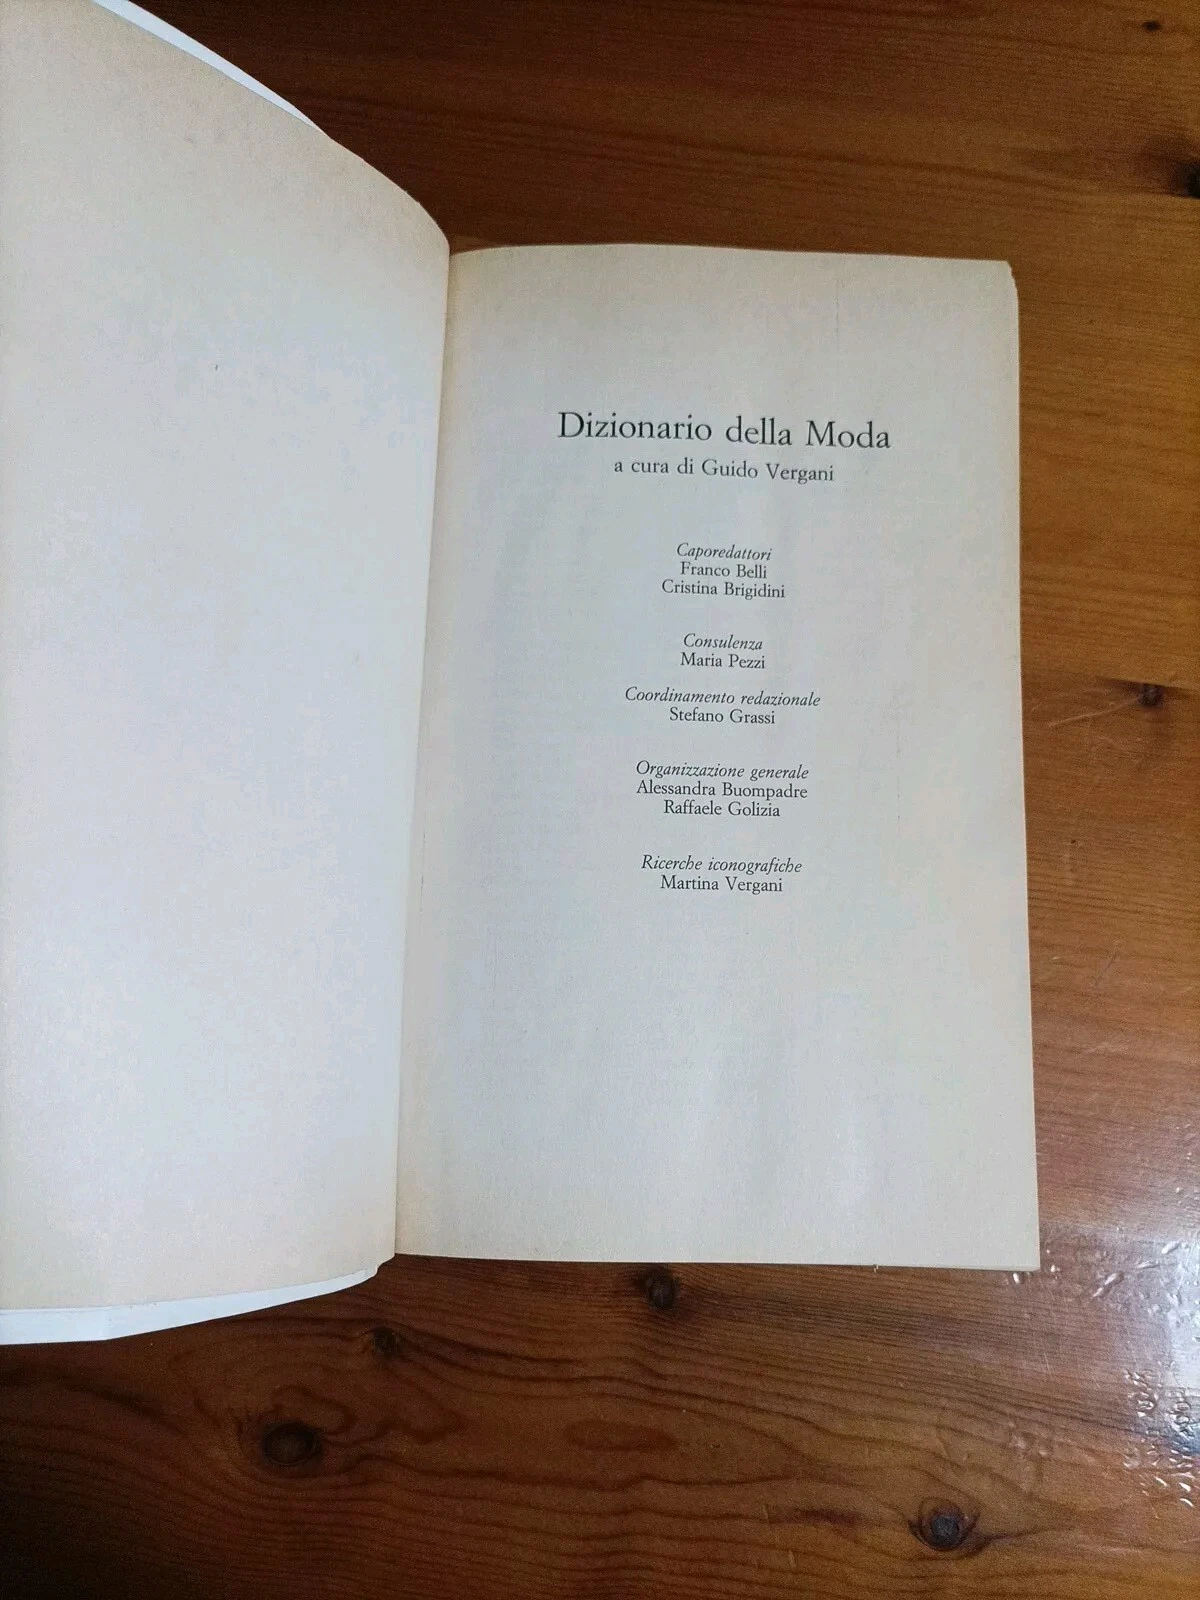 Dizionario della Moda
a cura di Guido Vergani
Caporedattori
Franco Belli
Cristina Brigidini
Consulenza
Maria Pezzi
Coordinamento redazionale
Stefano Grassi
Organizzazione generale
Alessandra Buompadre
Raffaele Golizia
Ricerche iconografiche
Martina Vergani